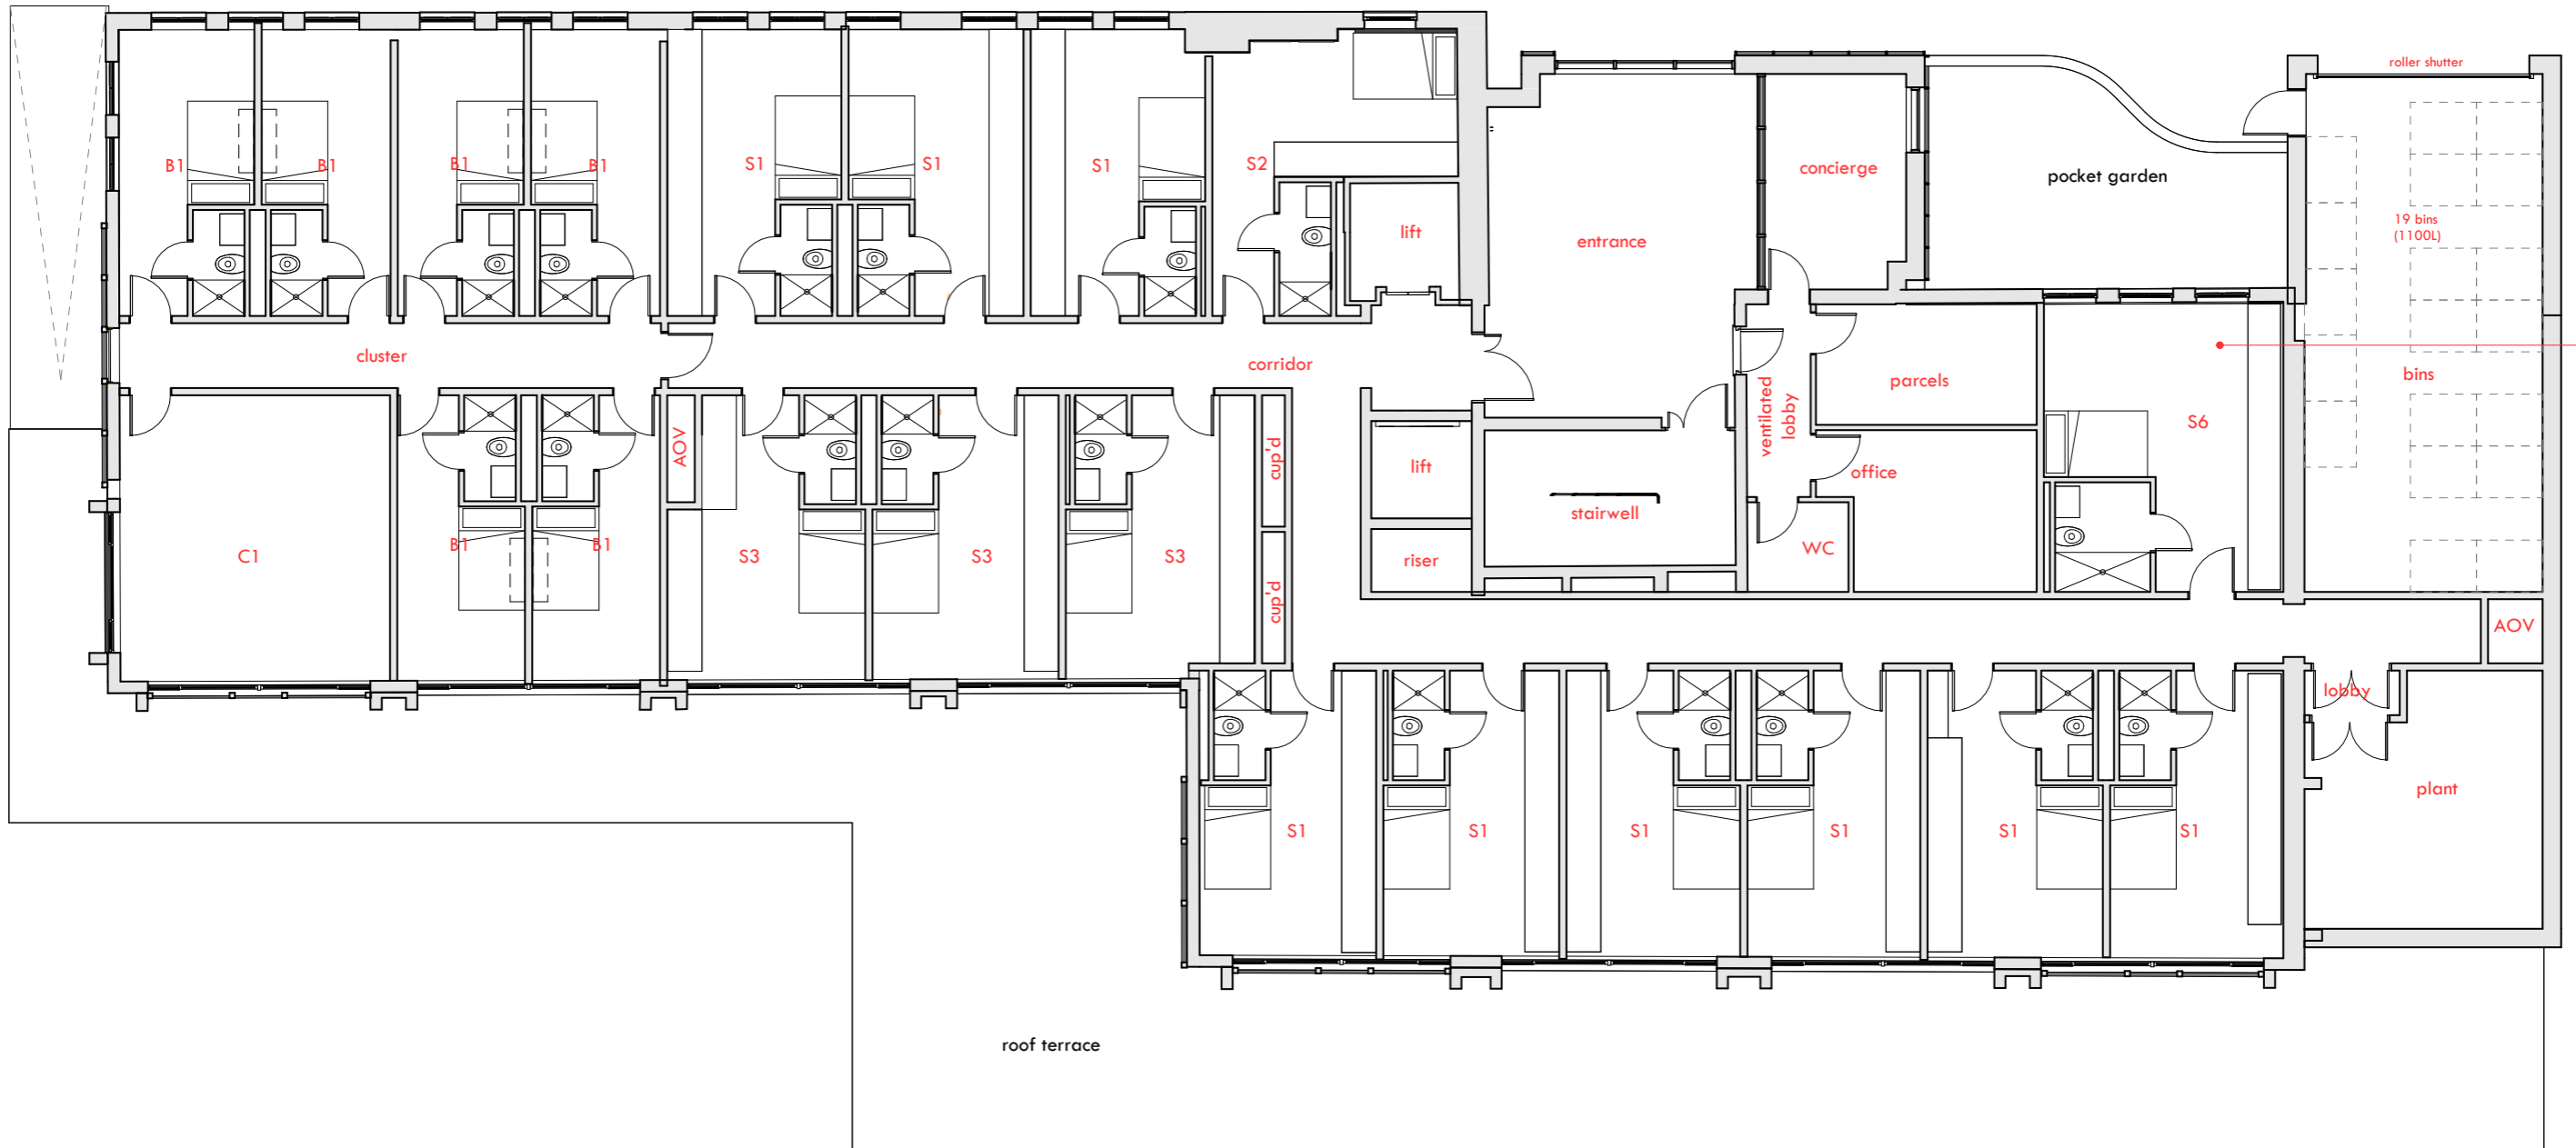 roller shutter
B1
B1
B1
B1
S1
S1
S1
S2
concierge
pocket garden
19 bins
(1100L)
lift
entrance
cluster
corridor
parcels
bins
ventilated
lobby
S6
AOV
cup'd
lift
office
stairwell
C1
B1
B1
S3
S3
S3
cup'd
riser
WC
AOV
lobby
plant
S1
S1
S1
S1
S1
S1
roof terrace